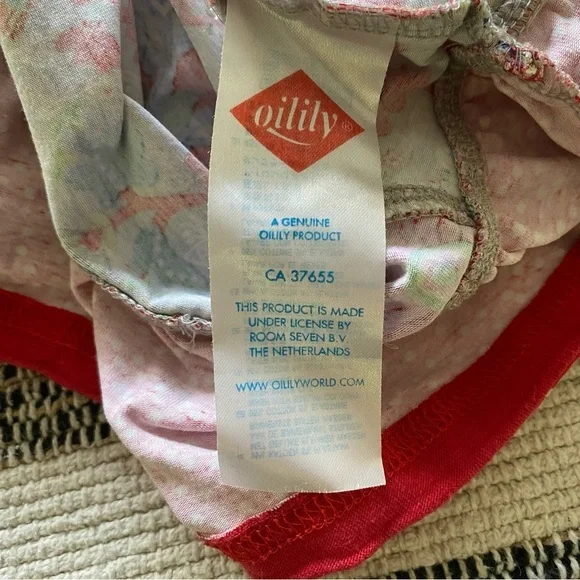 oilily®
A GENUINE
OILILY PRODUCT
CA 37655
THIS PRODUCT IS MADE
UNDER LICENSE BY
ROOM SEVEN B.V.
THE NETHERLANDS
WWW.OILILYWORLD.COM